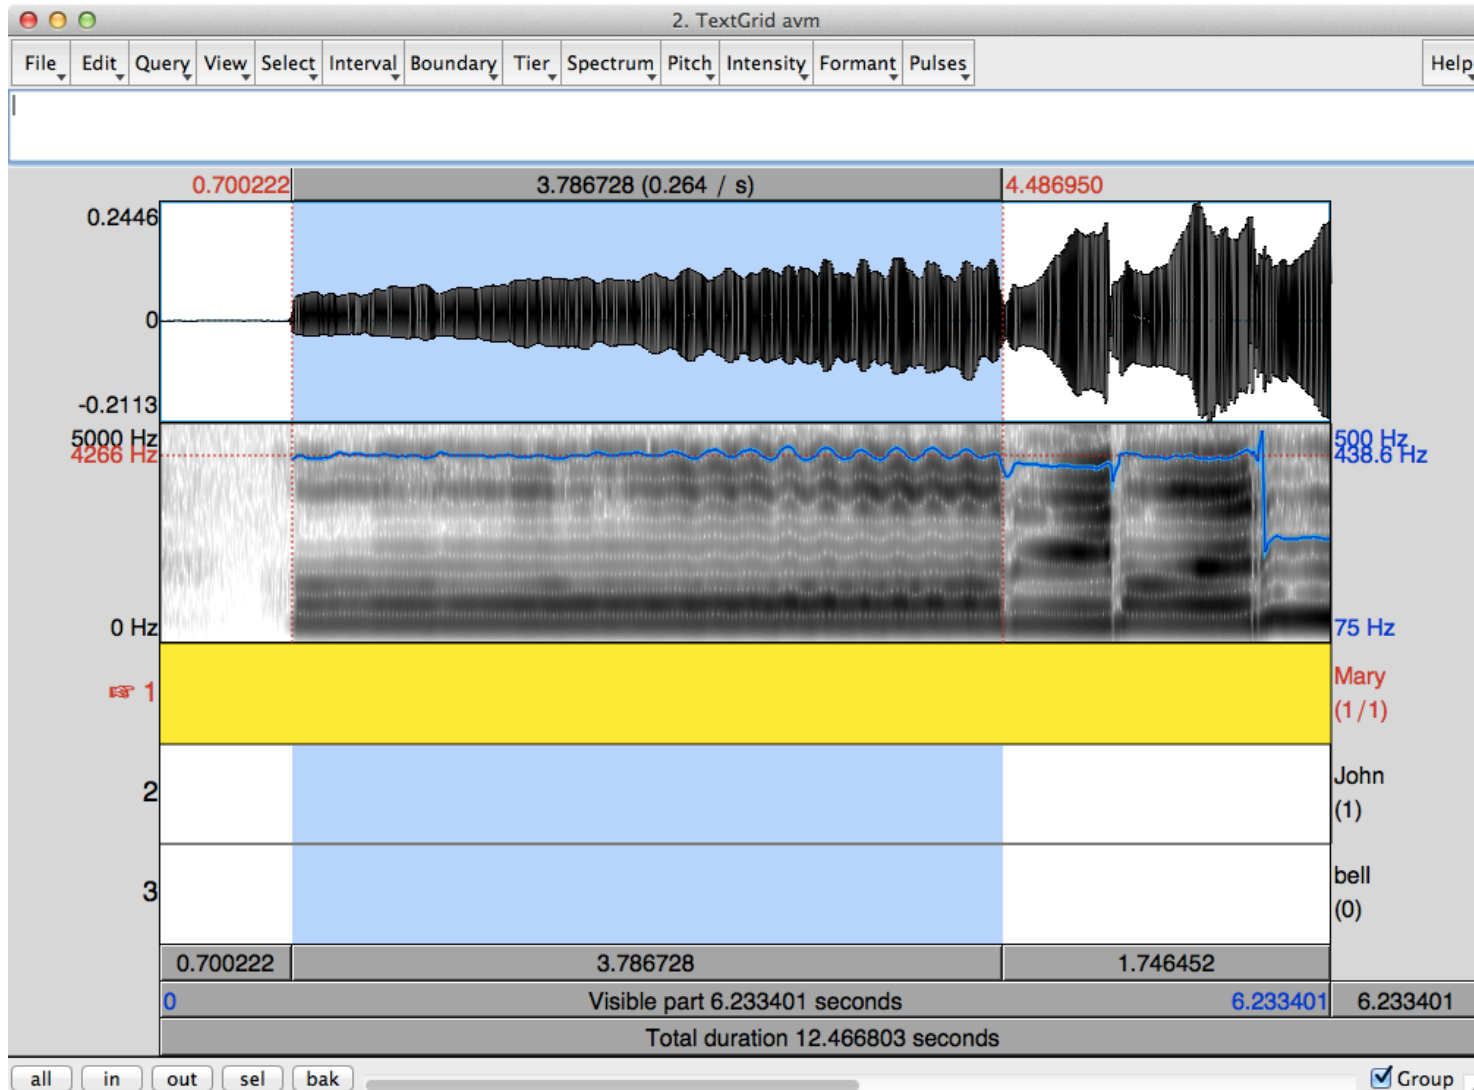 2. TextGrid avm
File Edit Query View Select Interval Boundary Tier Spectrum Pitch Intensity Formant Pulses Help
0.700222 3.786728 (0.264 / s) 4.486950
0.2446
0
-0.2113
5000 Hz 500 Hz
4266 Hz 438.6 Hz
0 Hz 75 Hz
☞ 1 Mary
(1/1)
2 John
(1)
3 bell
(0)
0.700222 3.786728 1.746452
0 Visible part 6.233401 seconds 6.233401 6.233401
Total duration 12.466803 seconds
all in out sel bak Group